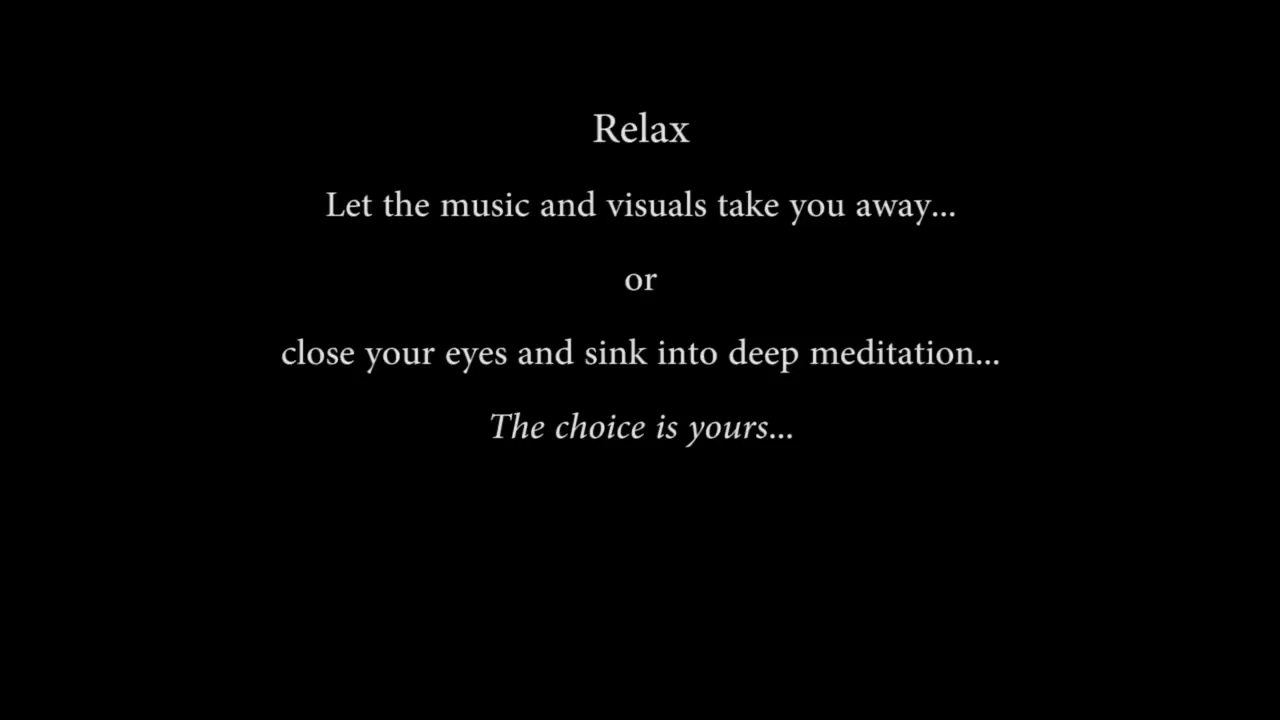 Relax
Let the music and visuals take you away...
or
close your eyes and sink into deep meditation...
The choice is yours...